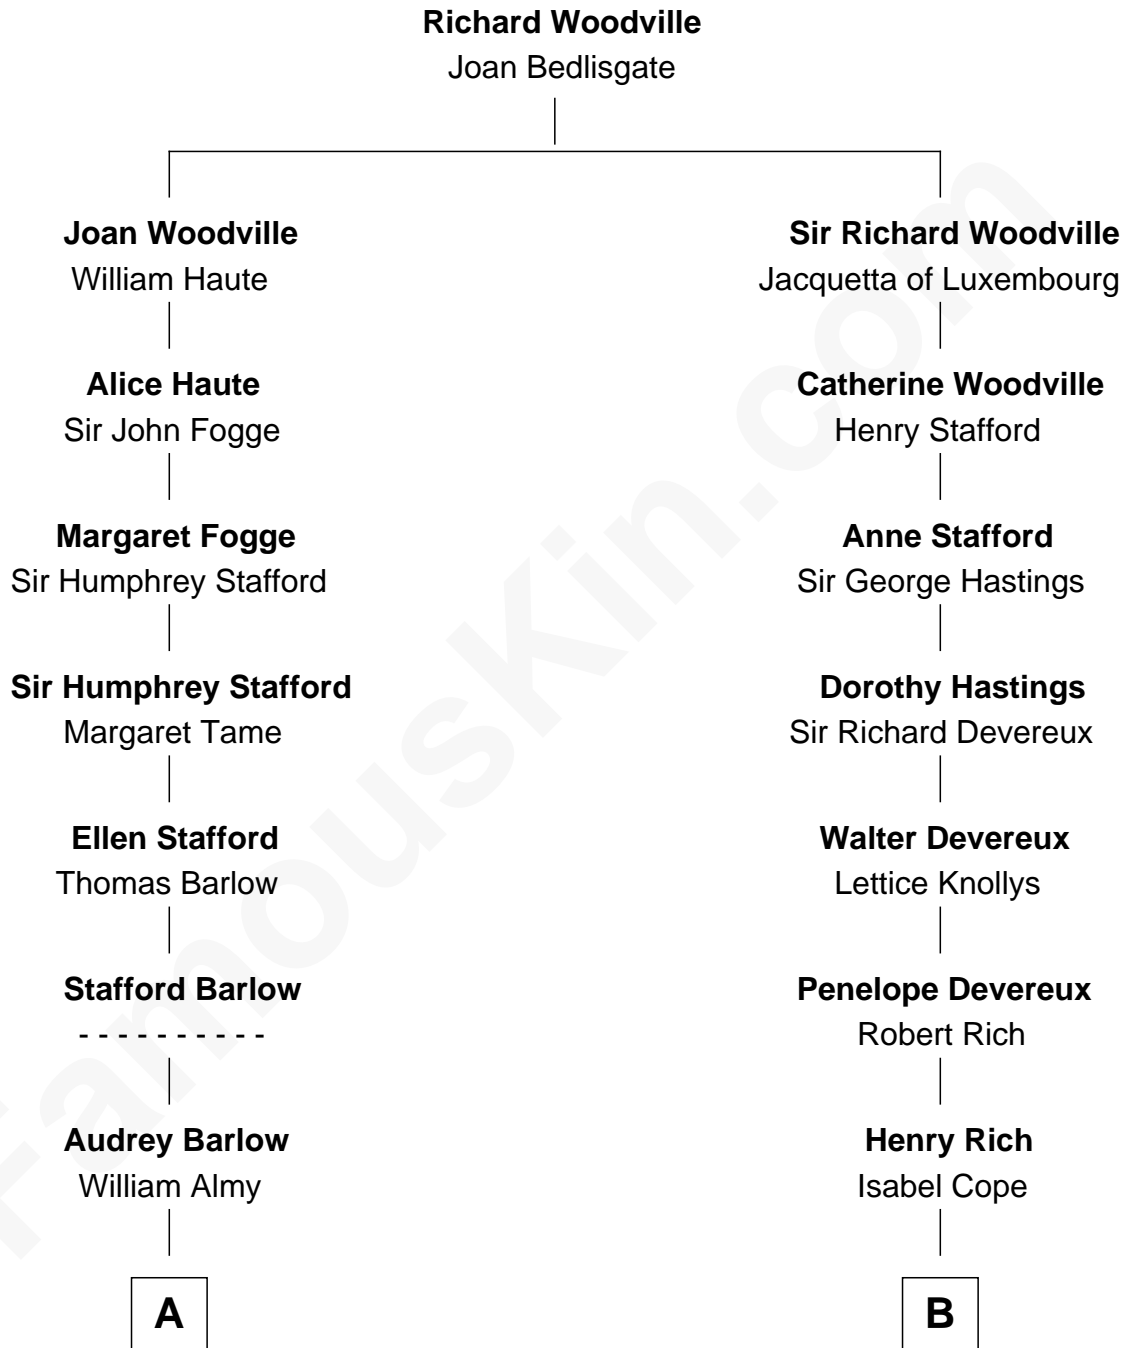 Richard Woodville
Joan Bedlisgate
Joan Woodville
William Haute
Sir Richard Woodville
Jacquetta of Luxembourg
Alice Haute
Sir John Fogge
Catherine Woodville
Henry Stafford
Margaret Fogge
Sir Humphrey Stafford
Anne Stafford
Sir George Hastings
Sir Humphrey Stafford
Margaret Tame
Dorothy Hastings
Sir Richard Devereux
Ellen Stafford
Thomas Barlow
Walter Devereux
Lettice Knollys
Stafford Barlow
- - - - - - - - - -
Penelope Devereux
Robert Rich
Audrey Barlow
William Almy
Henry Rich
Isabel Cope
A
B
FamousKin.com